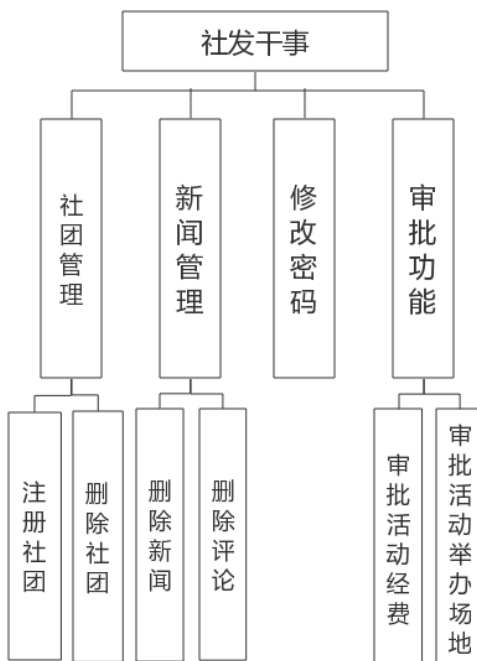 社发干事
社团管理
新闻管理
修改密码
审批功能
注册社团
删除社团
删除新闻
删除评论
审批活动经费
审批活动举办场地